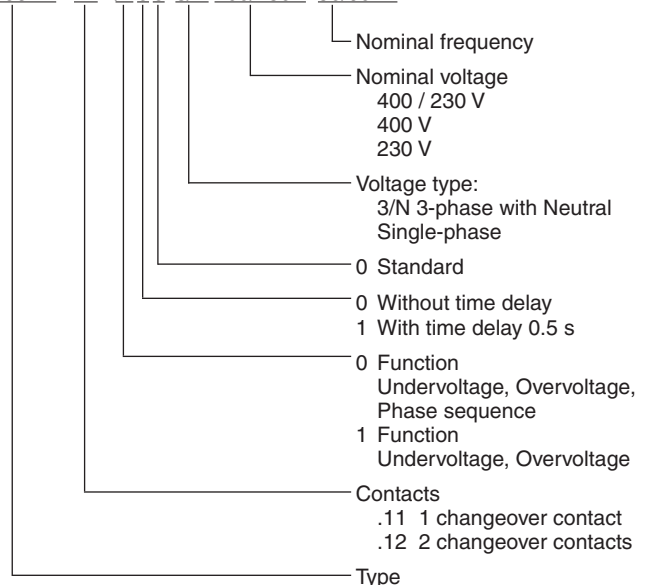 Nominal frequency
Nominal voltage
400 / 230 V
400 V
230 V
Voltage type:
3/N 3-phase with Neutral
Single-phase
0 Standard
0 Without time delay
1 With time delay 0.5 s
0 Function
Undervoltage, Overvoltage,
Phase sequence
1 Function
Undervoltage, Overvoltage
Contacts
.11 1 changeover contact
.12 2 changeover contacts
Type